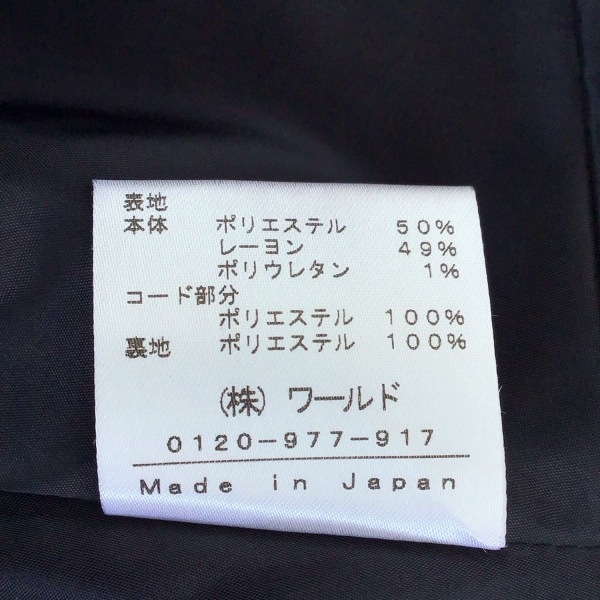 表地
本体 ポリエステル 50%
レーヨン 49%
ポリウレタン 1%
コード部分
ポリエステル 100%
裏地 ポリエステル 100%
(株) ワールド
0120-977-917
Made in Japan